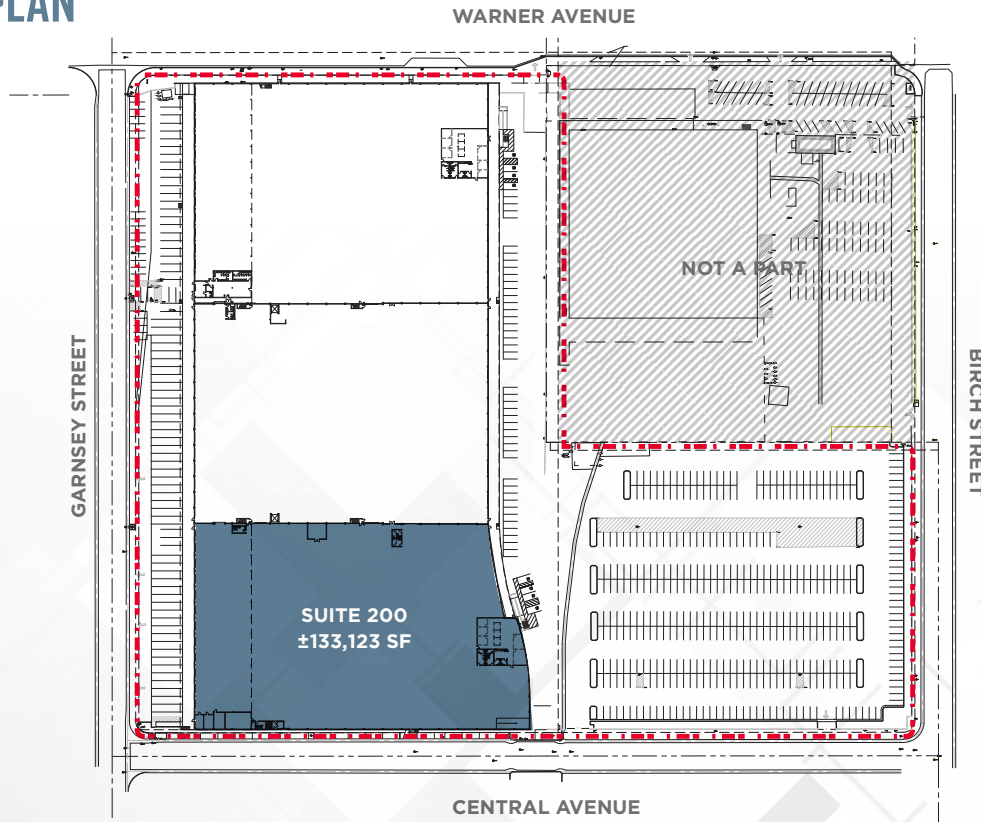 PLAN
WARNER AVENUE
NOT A PART
GARNSEY STREET
BIRCH STREET
SUITE 200
±133,123 SF
CENTRAL AVENUE